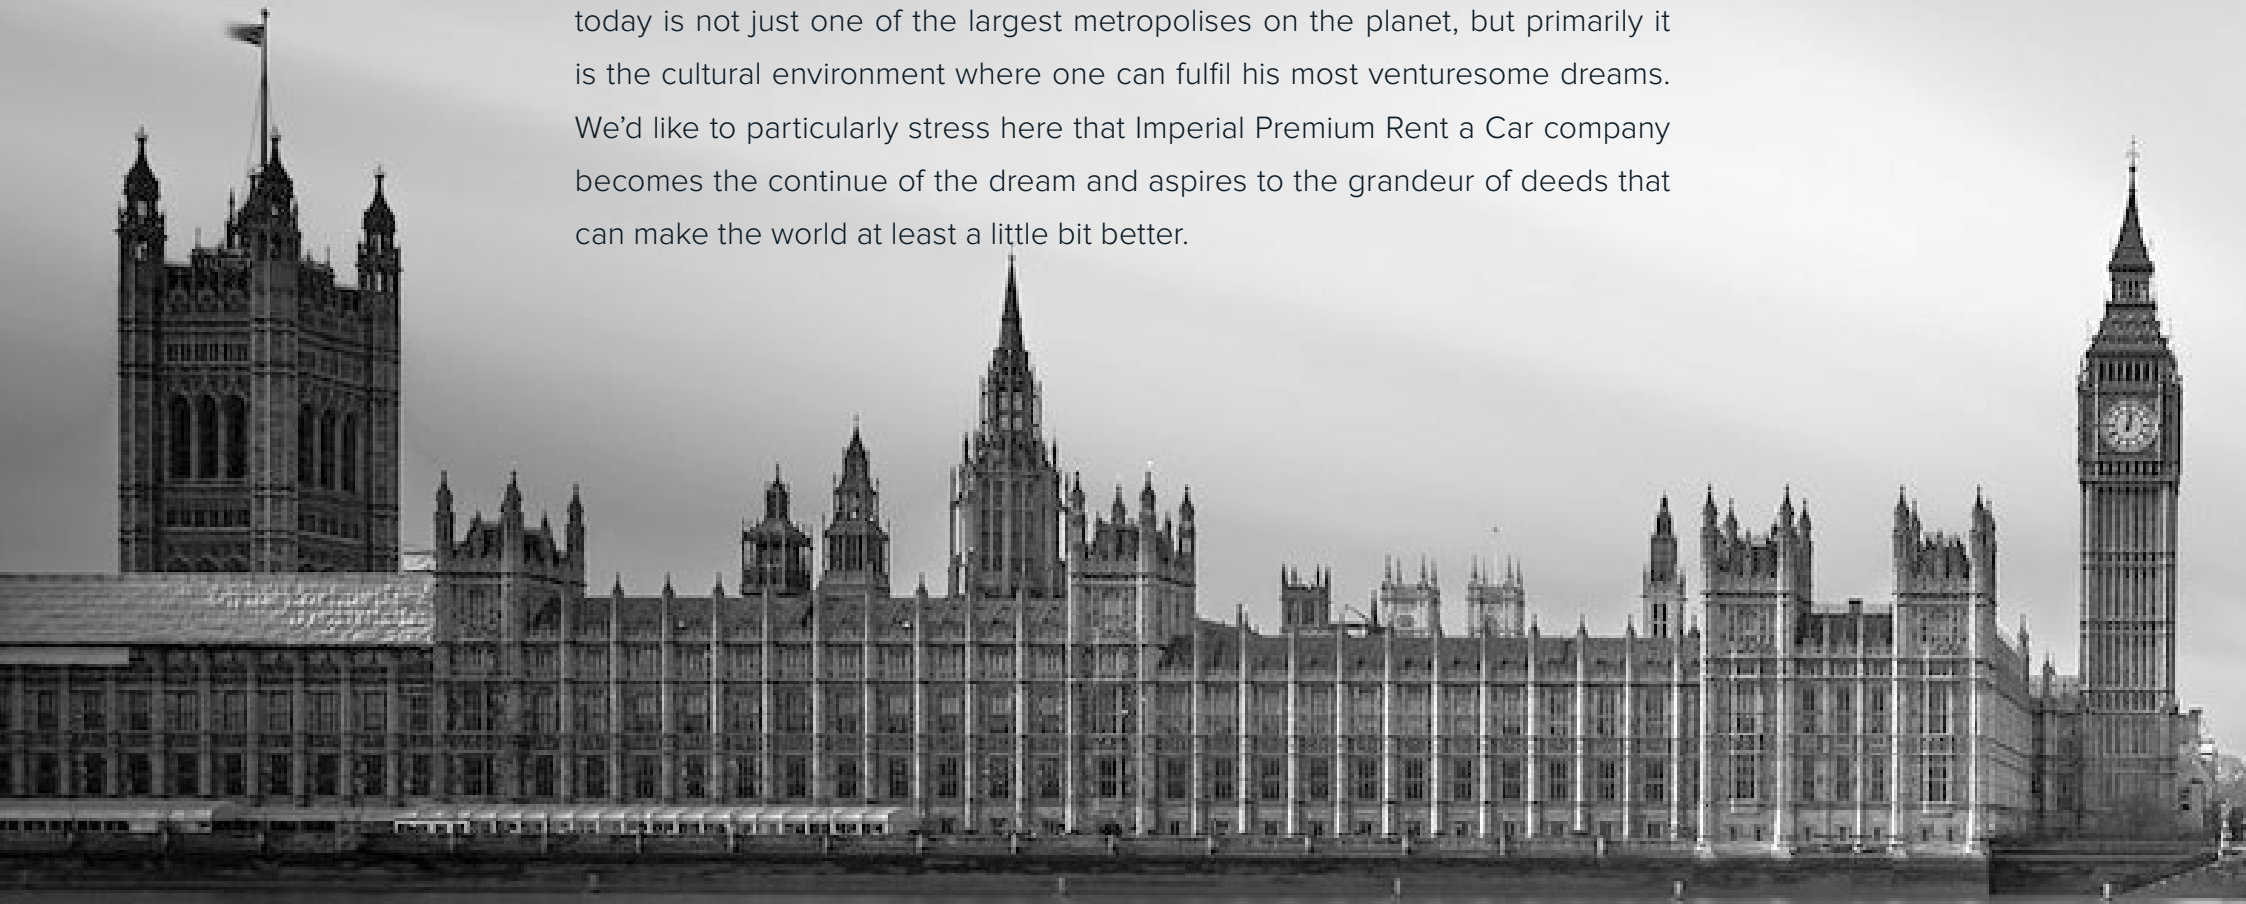 today is not just one of the largest metropolises on the planet, but primarily it
is the cultural environment where one can fulfil his most venturesome dreams.
We’d like to particularly stress here that Imperial Premium Rent a Car company
becomes the continue of the dream and aspires to the grandeur of deeds that
can make the world at least a little bit better.